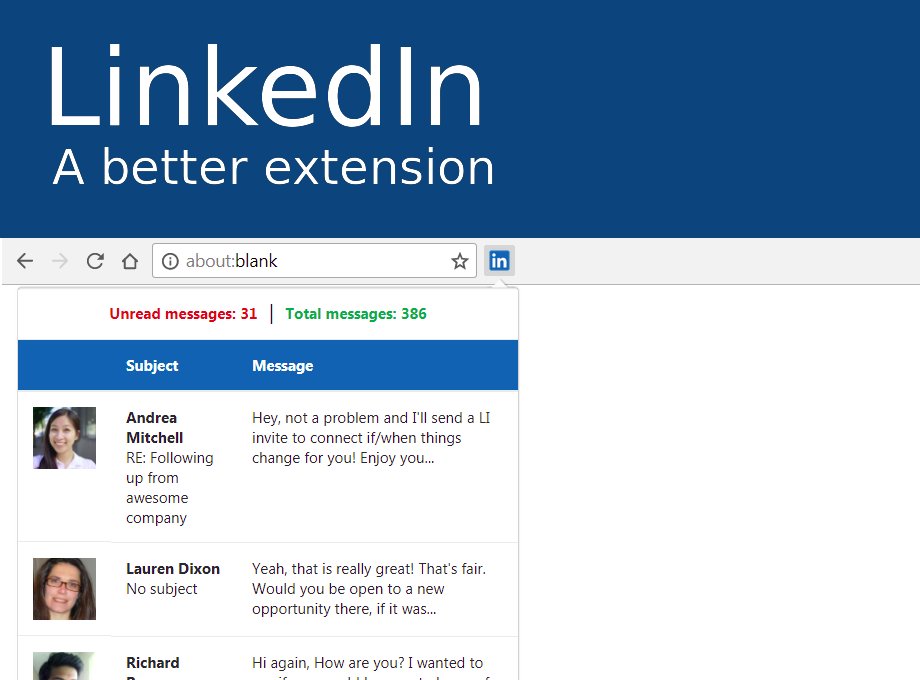 LinkedIn
A better extension
about:blank
in
Unread messages: 31 | Total messages: 386
Subject Message
Andrea
Mitchell
RE: Following
up from
awesome
company
Hey, not a problem and I'll send a LI
invite to connect if/when things
change for you! Enjoy you...
Lauren Dixon
No subject
Yeah, that is really great! That's fair.
Would you be open to a new
opportunity there, if it was...
Richard
Hi again, How are you? I wanted to